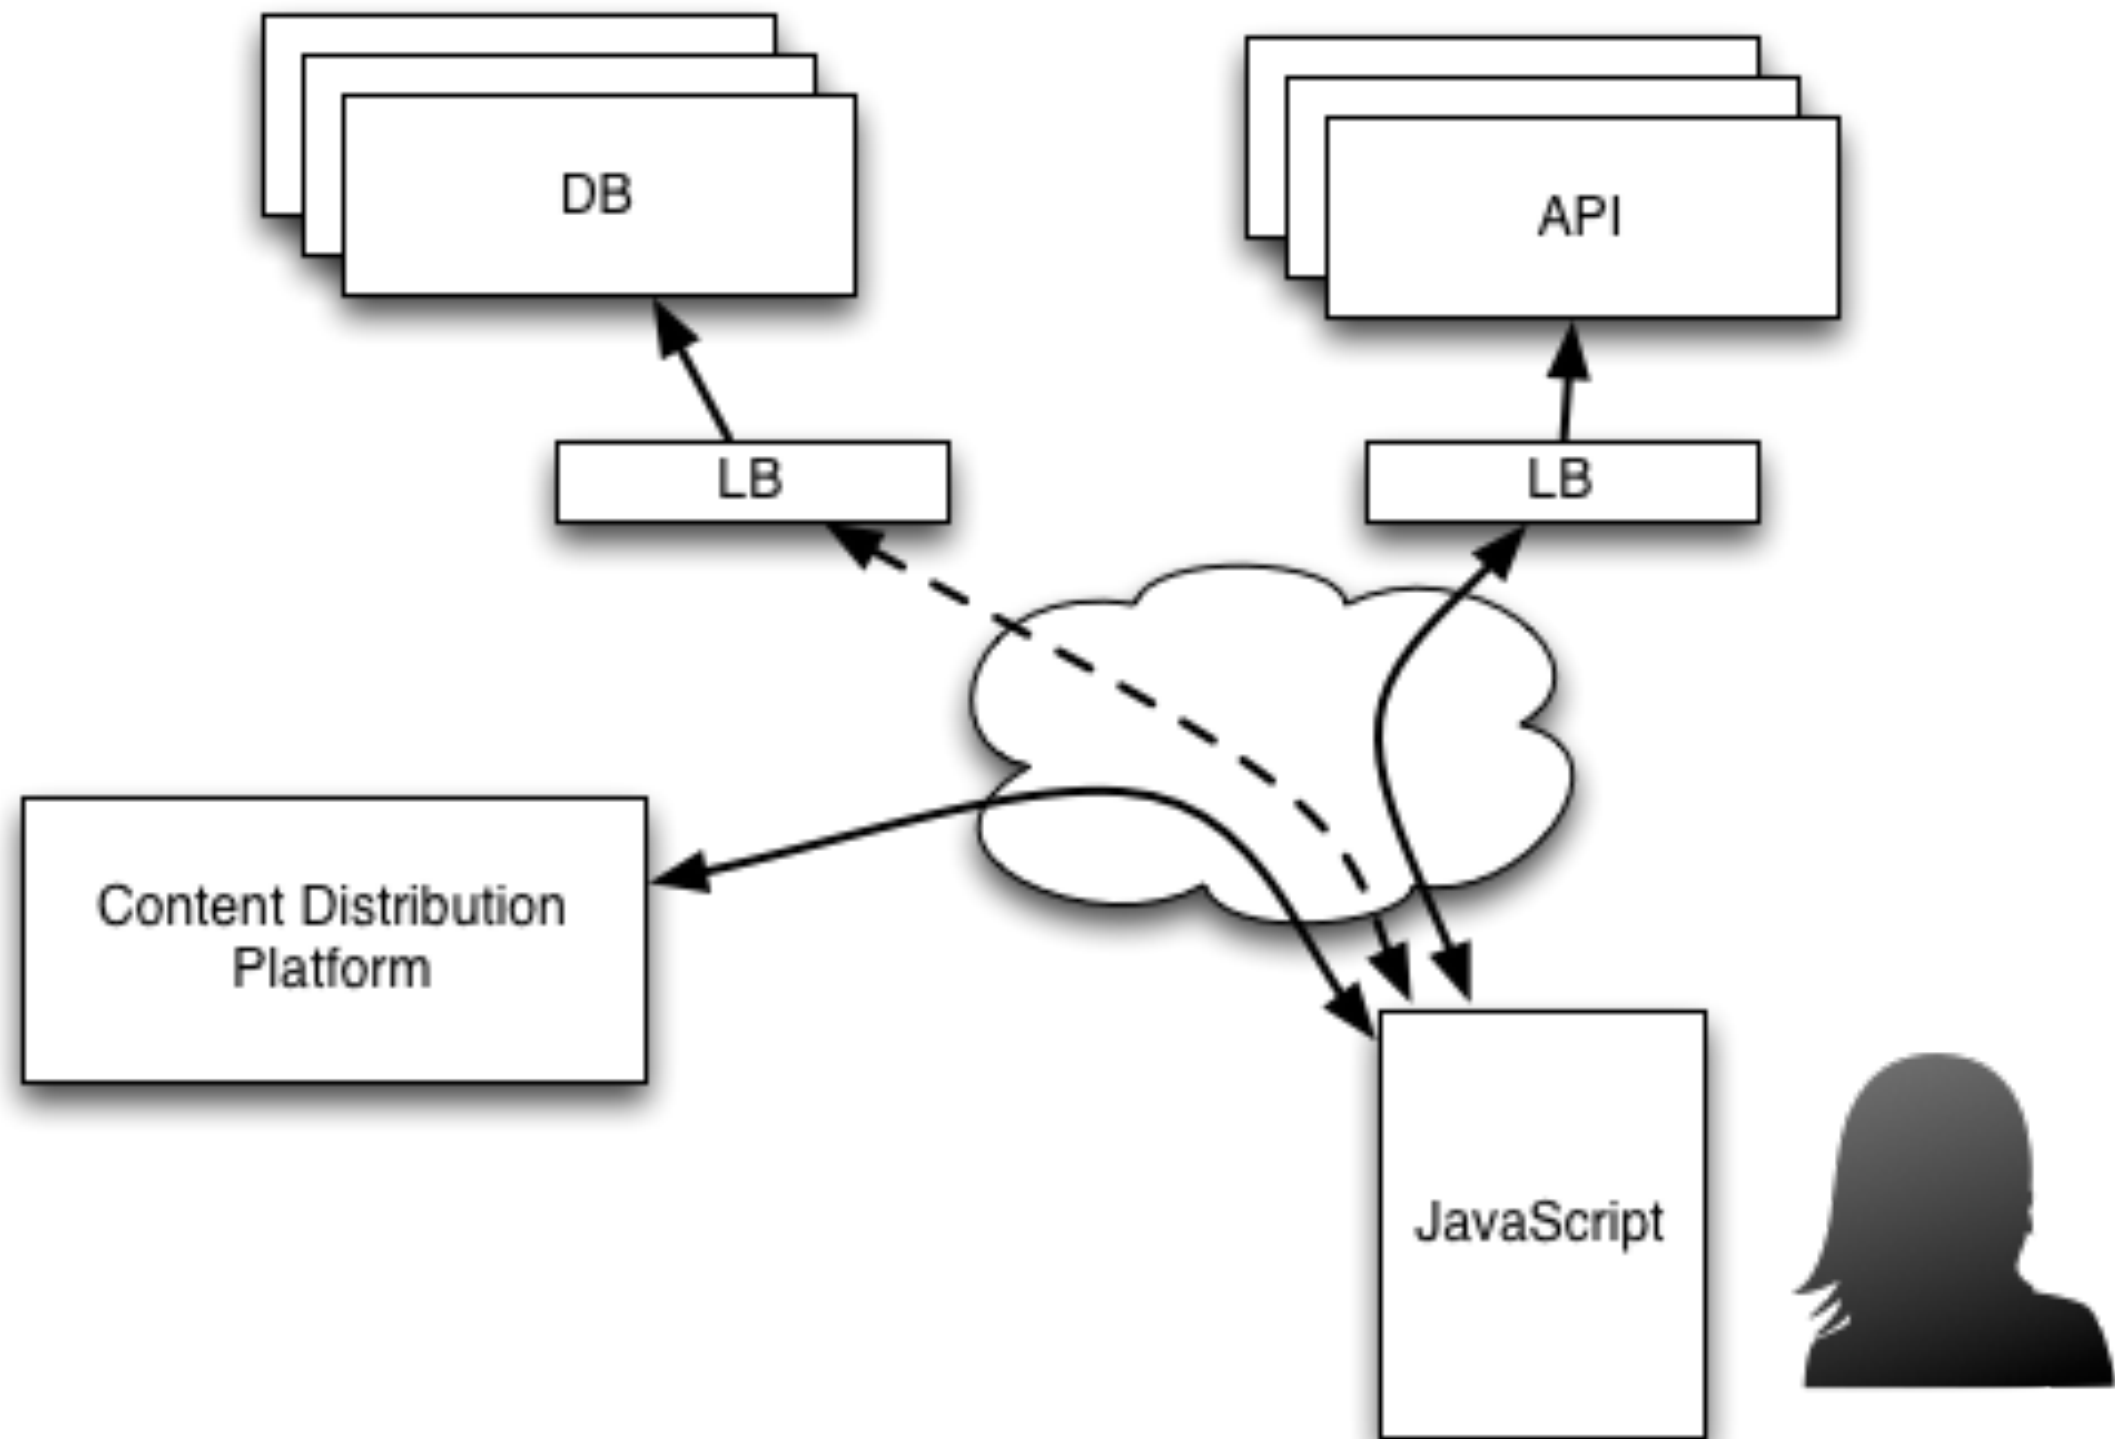 DB
API
LB
LB
Content Distribution
Platform
JavaScript